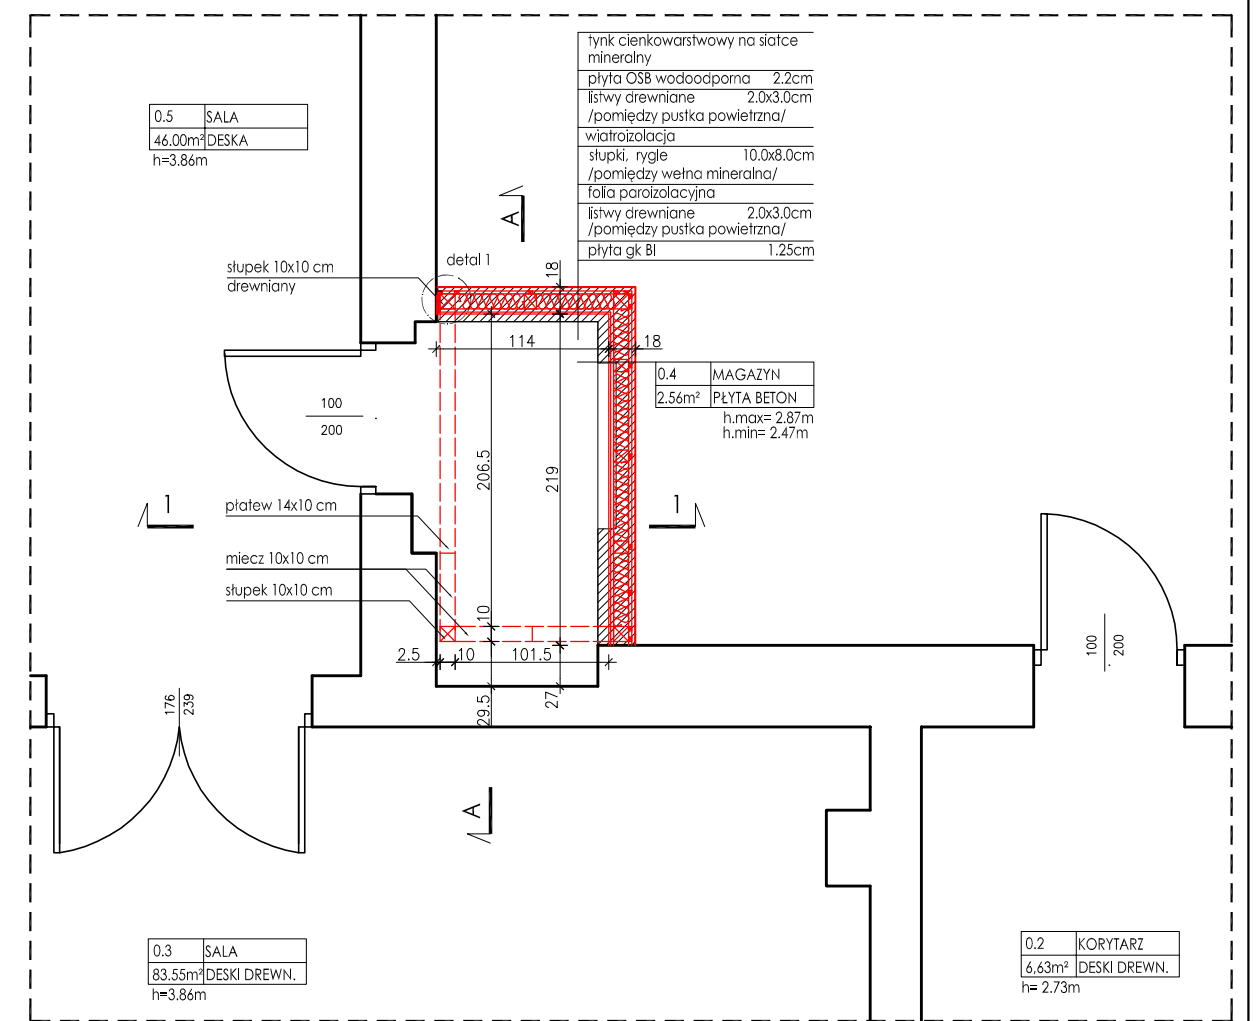 tynk cienkowarstwowy na siatce
mineralny
płyta OSB wodoodporna 2.2cm
listwy drewniane 2.0x3.0cm
/pomiędzy pustka powietrzna/
wiatroizolacja
słupki, rygle 10.0x8.0cm
/pomiędzy wełna mineralna/
folia paroizolacyjna
listwy drewniane 2.0x3.0cm
/pomiędzy pustka powietrzna/
płyta gk BI 1.25cm
0.5 SALA
46.00m² DESKA
h=3.86m
A
detal 1
słupek 10x10 cm
drewniany
18
114
18
0.4 MAGAZYN
2.56m² PŁYTA BETON
h.max= 2.87m
h.min= 2.47m
100
200
206.5
219
1
1
płatew 14x10 cm
miecz 10x10 cm
słupek 10x10 cm
10
2.5
10
101.5
29.5
27
100
200
176
239
A
0.3 SALA
83.55m² DESKI DREWN.
h=3.86m
0.2 KORYTARZ
6,63m² DESKI DREWN.
h= 2.73m